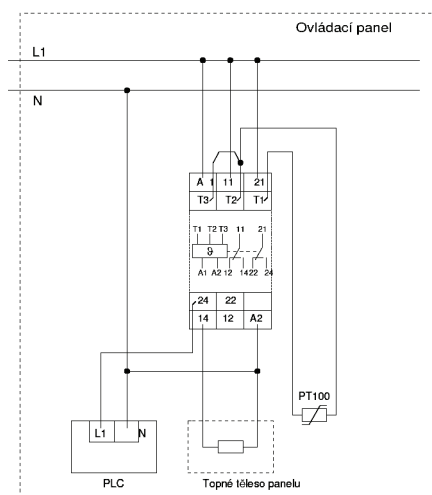 Ovládací panel
L1
N
A 1 11 21
T3 T2 T1
T1 T2 T3 11 21
ϑ
A1 A2 12 14 22 24
24 22
14 12 A2
PT100
L1 N
PLC Topné těleso panelu